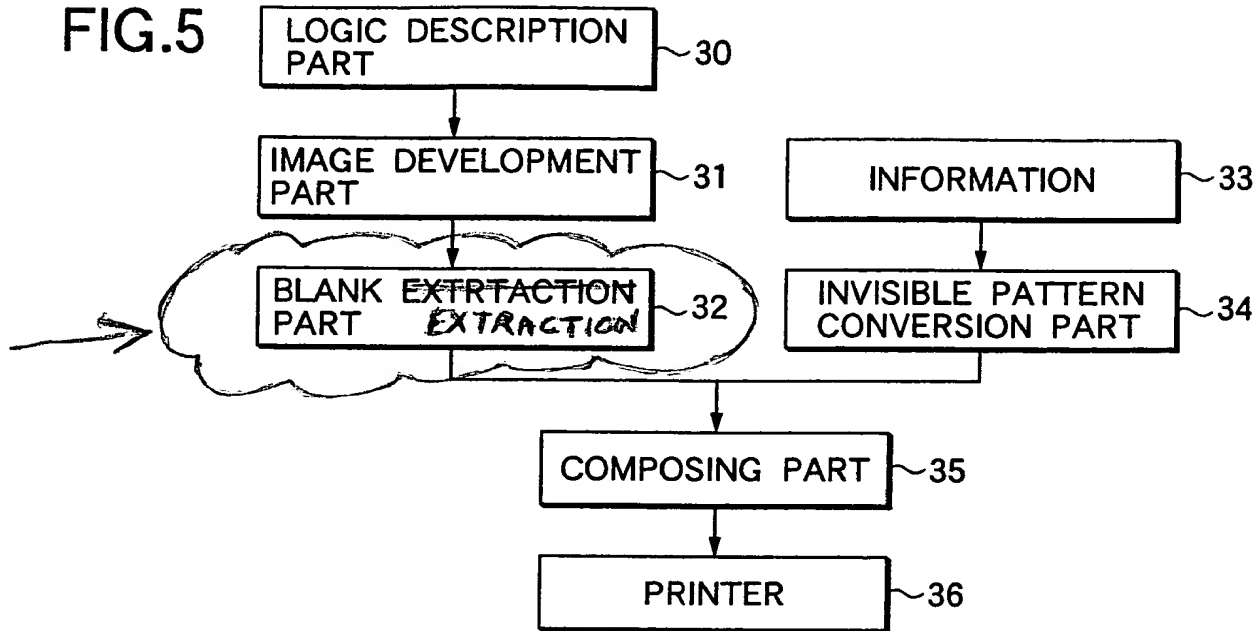 FIG.5
LOGIC DESCRIPTION
PART
30
IMAGE DEVELOPMENT
PART
31
BLANK EXTRTACTION
PART EXTRACTION
32
INFORMATION
33
INVISIBLE PATTERN
CONVERSION PART
34
COMPOSING PART
35
PRINTER
36